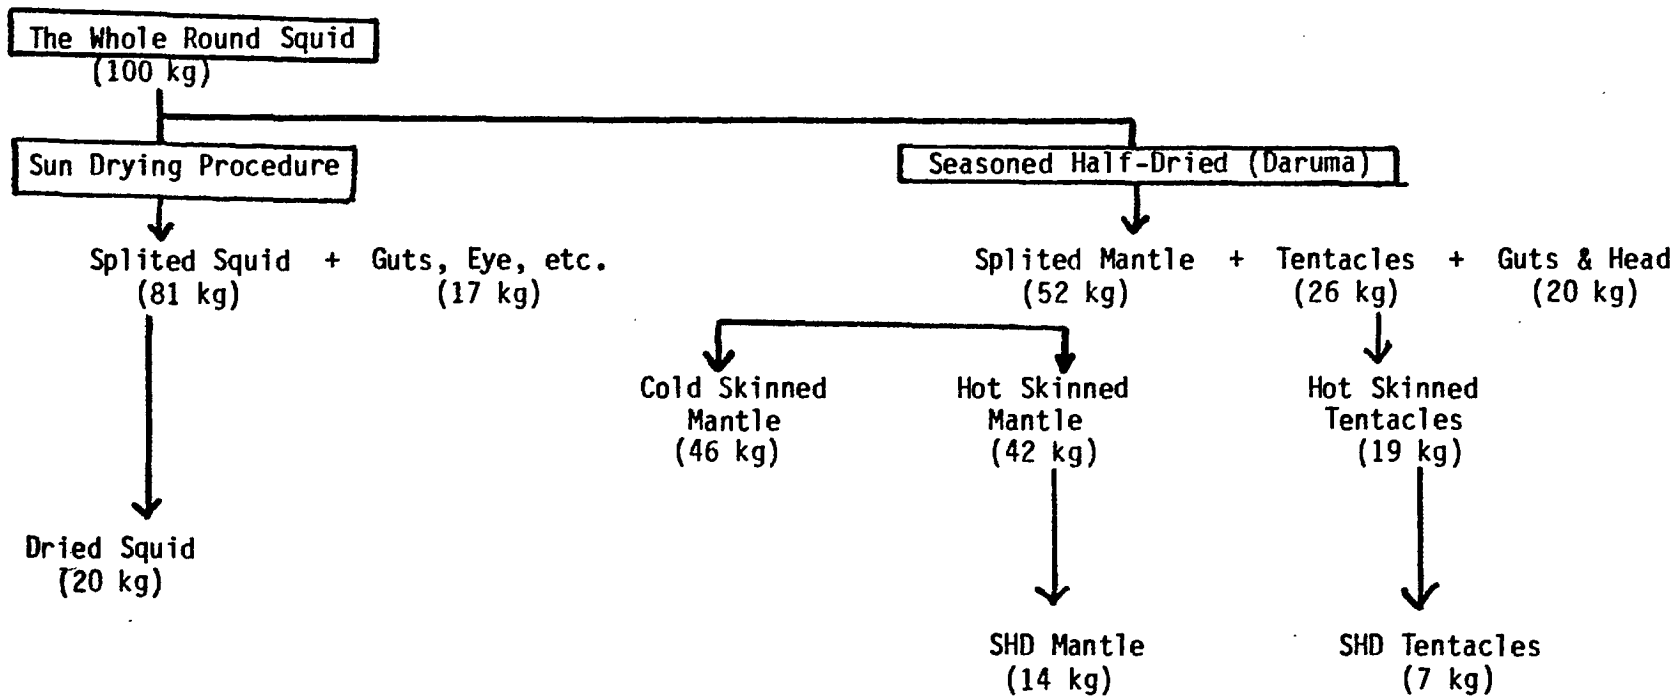 The Whole Round Squid
(100 kg)
Sun Drying Procedure
Seasoned Half-Dried (Daruma)
Splited Squid + Guts, Eye, etc.
(81 kg) (17 kg)
Splited Mantle + Tentacles + Guts & Head
(52 kg) (26 kg) (20 kg)
Cold Skinned
Mantle
(46 kg)
Hot Skinned
Mantle
(42 kg)
Hot Skinned
Tentacles
(19 kg)
Dried Squid
(20 kg)
SHD Mantle
(14 kg)
SHD Tentacles
(7 kg)